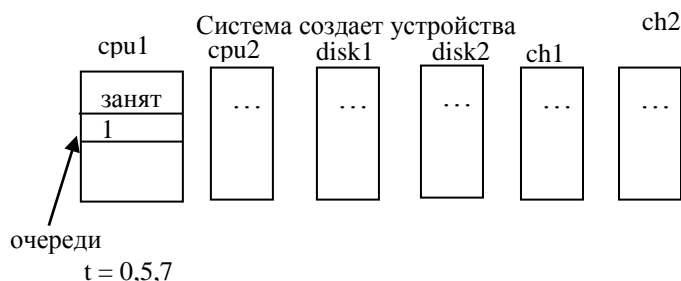 Система создает устройства
cpu1 cpu2 disk1 disk2 ch1 ch2
занят … … … … …
1
очереди
t = 0,5,7